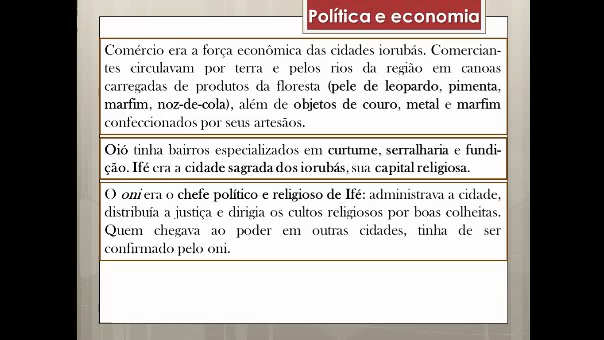 Política e economia
Comércio era a força econômica das cidades iorubás. Comercian-
tes circulavam por terra e pelos rios da região em canoas
carregadas de produtos da floresta (pele de leopardo, pimenta,
marfim, noz-de-cola), além de objetos de couro, metal e marfim
confeccionados por seus artesãos.
Oió tinha bairros especializados em curtume, serralharia e fundi-
ção. Ifé era a cidade sagrada dos iorubás, sua capital religiosa.
O oni era o chefe político e religioso de Ifé: administrava a cidade,
distribuía a justiça e dirigia os cultos religiosos por boas colheitas.
Quem chegava ao poder em outras cidades, tinha de ser
confirmado pelo oni.